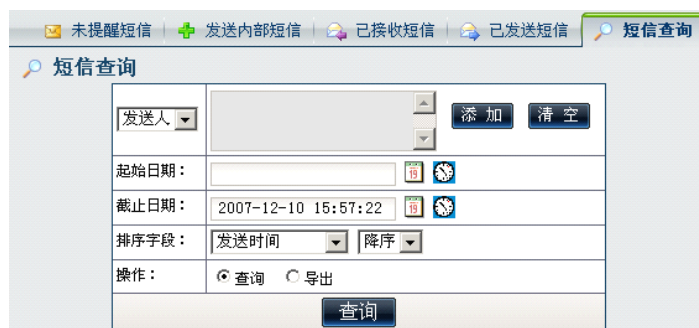 未提醒短信 发送内部短信 已接收短信 已发送短信 短信查询
短信查询
发送人 添 加 清 空
起始日期： 19
截止日期： 2007-12-10 15:57:22 19
排序字段： 发送时间 降序
操作： 查询 导出
查询